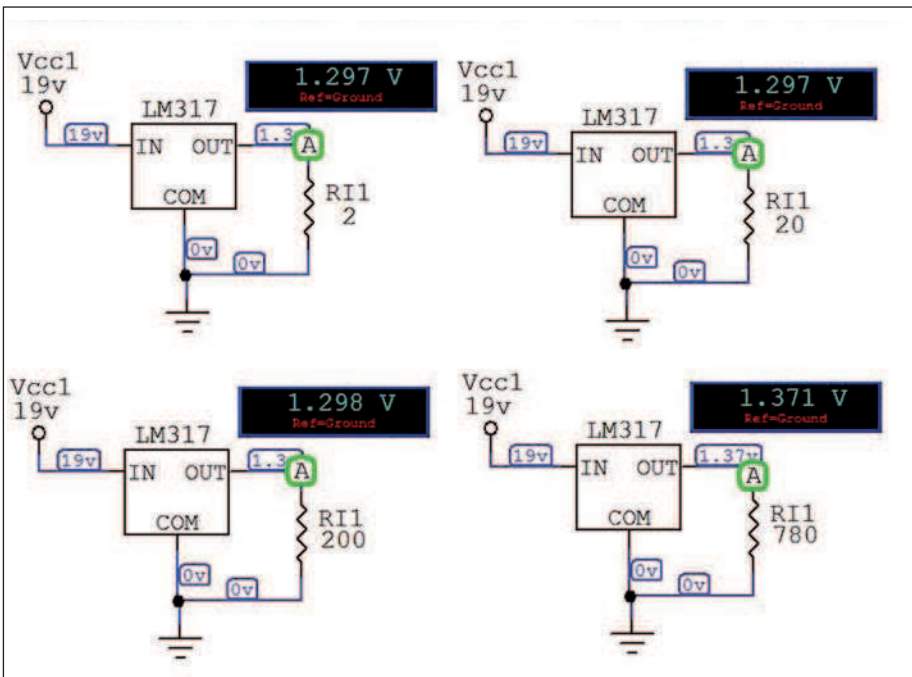 Vcc1
19v
1.297 V
Ref=Ground
LM317
19v
IN
OUT
1.3
A
COM
RI1
2
0v
0v
Vcc1
19v
1.297 V
Ref=Ground
LM317
19v
IN
OUT
1.3
A
COM
RI1
20
0v
0v
Vcc1
19v
1.298 V
Ref=Ground
LM317
19v
IN
OUT
1.3
A
COM
RI1
200
0v
0v
Vcc1
19v
1.371 V
Ref=Ground
LM317
19v
IN
OUT
1.37v
A
COM
RI1
780
0v
0v